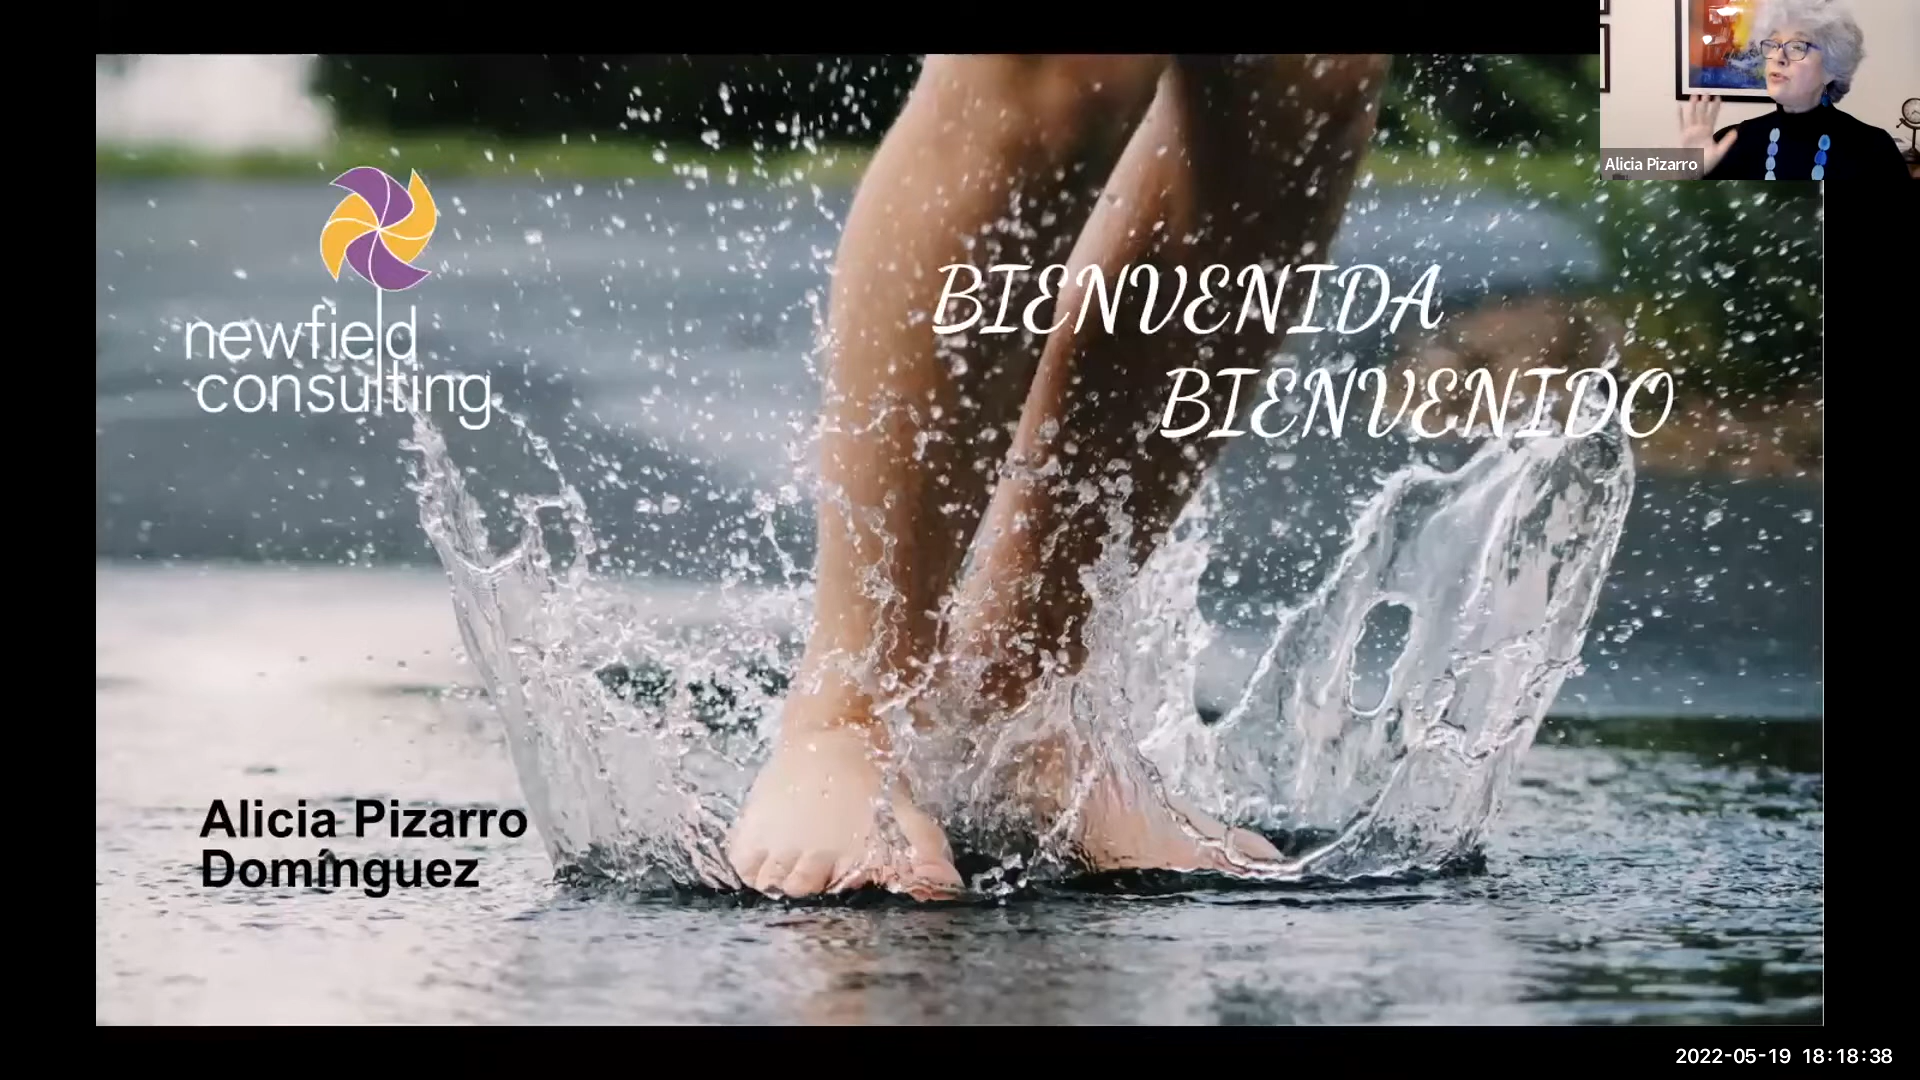 Alicia Pizarro
newfield
consulting
BIENVENIDA
BIENVENIDO
Alicia Pizarro
Domínguez
2022-05-19 18:18:38